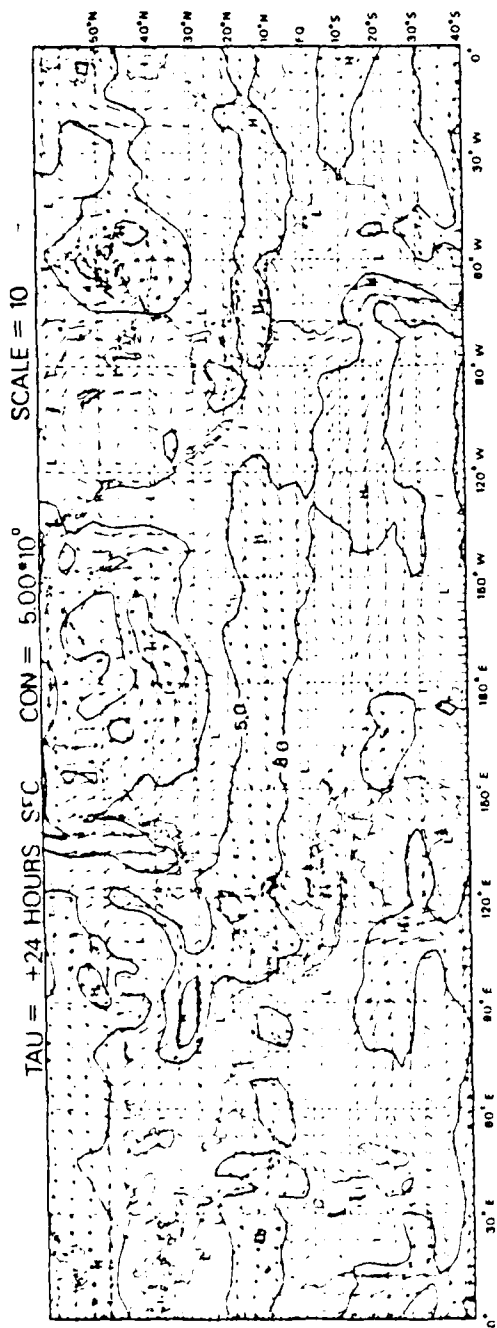 TAU = +24 HOURS SFC CON = 5.00*10⁰ SCALE = 10
50°N
40°N
30°N
20°N
10°N
EQ
10°S
20°S
30°S
40°S
5.0
8.0
H
L
0° 30°E 60°E 90°E 120°E 150°E 180°E 150°W 120°W 90°W 60°W 30°W 0°